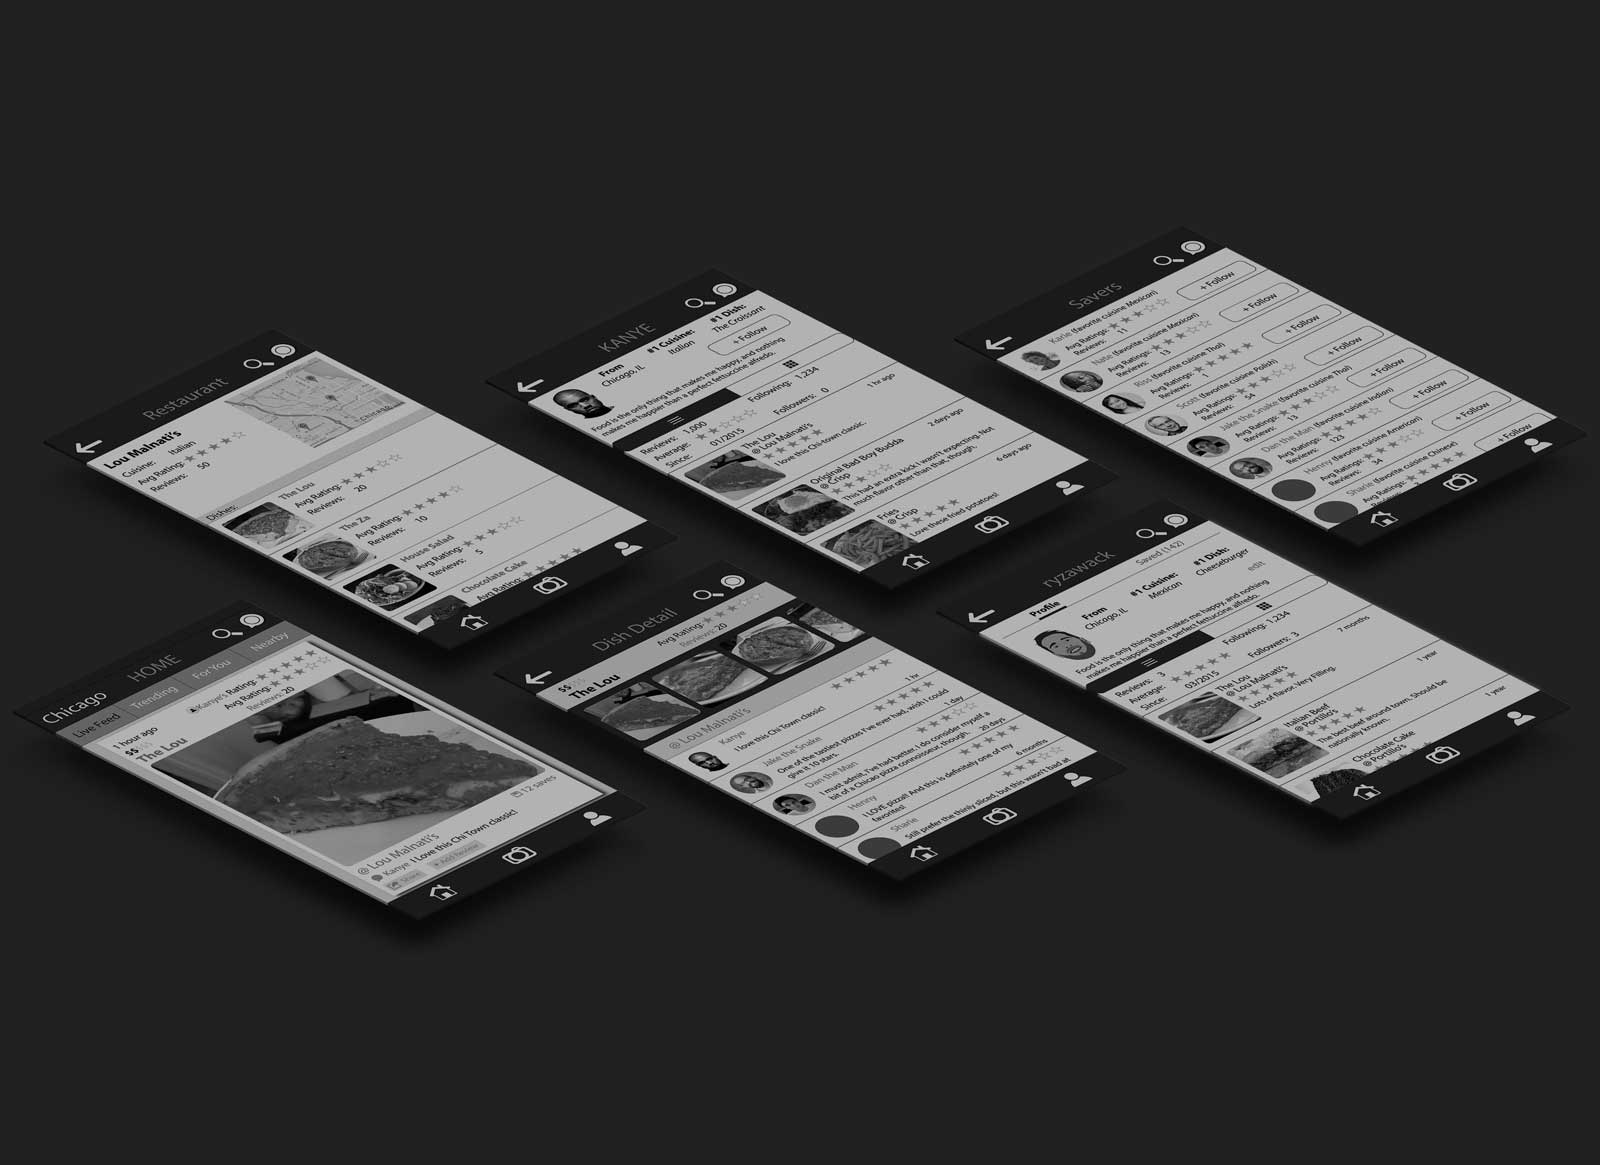 Restaurant
Lou Malnati's
Cuisine: Italian
Avg Rating:
Reviews: 50
Chicago
Dishes:
The Lou
Avg Rating:
Reviews: 20
The Za
Avg Rating:
Reviews: 10
House Salad
Avg Rating:
Reviews: 5
Chocolate Cake
Avg Rating:
KANYE
From
Chicago, IL
#1 Cuisine:
Italian
#1 Dish:
The Croissant
+ Follow
Food is the only thing that makes me happy, and nothing
makes me happier than a perfect fettuccine alfredo.
Reviews: 1,000
Average:
Since: 01/2015
Following: 1,234
Followers: 0
The Lou
@ Lou Malnati's
1 hr ago
I love this Chi-town classic.
Original Bad Boy Budda
@ Crisp
2 days ago
This had an extra kick I wasn't expecting. Not
much flavor other than that, though.
Fries
@ Crisp
6 days ago
Love these fried potatoes!
Savers
Karie (favorite cuisine Mexican)
Avg Ratings:
Reviews: 11
+ Follow
Nate (favorite cuisine Mexican)
Avg Ratings:
Reviews: 13
+ Follow
Riss (favorite cuisine Thai)
Avg Ratings:
Reviews: 1
+ Follow
Scott (favorite cuisine Polish)
Avg Ratings:
Reviews: 54
+ Follow
Jake the Snake (favorite cuisine Thai)
Avg Ratings:
Reviews: 13
+ Follow
Dan the Man (favorite cuisine Indian)
Avg Ratings:
Reviews: 123
+ Follow
Henny (favorite cuisine American)
Avg Ratings:
Reviews: 34
+ Follow
Sharie (favorite cuisine Chinese)
Avg Ratings:
+ Follow
Chicago
HOME
Live Feed
Trending
For You
Nearby
1 hour ago
$$$$$
The Lou
Kanye's Rating:
Avg Rating:
Reviews: 20
12 saves
@ Lou Malnati's
Kanye I Love this Chi Town classic!
Share
+ Add Review
Dish Detail
$$$$$
The Lou
Avg Rating:
Reviews: 20
@ Lou Malnati's
Kanye
1 hr
I love this Chi Town classic!
Jake the Snake
1 day
One of the tastiest pizzas I've ever had, wish I could
give it 10 stars.
Dan the Man
20 days
I must admit, I've had better. I do consider myself a
bit of a Chicao pizza connoisseur though.
Henny
6 months
I LOVE pizza!! And this is definitely one of my
favorites!
Sharie
Still prefer the thinly sliced, but this wasn't bad at
ryzawack
Profile
Saved (142)
From
Chicago, IL
#1 Cuisine:
Mexican
#1 Dish:
Cheeseburger
edit
Food is the only thing that makes me happy, and nothing
makes me happier than a perfect fettuccine alfredo.
Reviews: 3
Average:
Since: 03/2015
Following: 1,234
Followers: 3
The Lou
@ Lou Malnati's
7 months
Lots of flavor. Very Filling.
Italian Beef
@ Portillo's
1 year
The best beef around town. Should be
nationally known.
Chocolate Cake
@ Portillo's
1 year